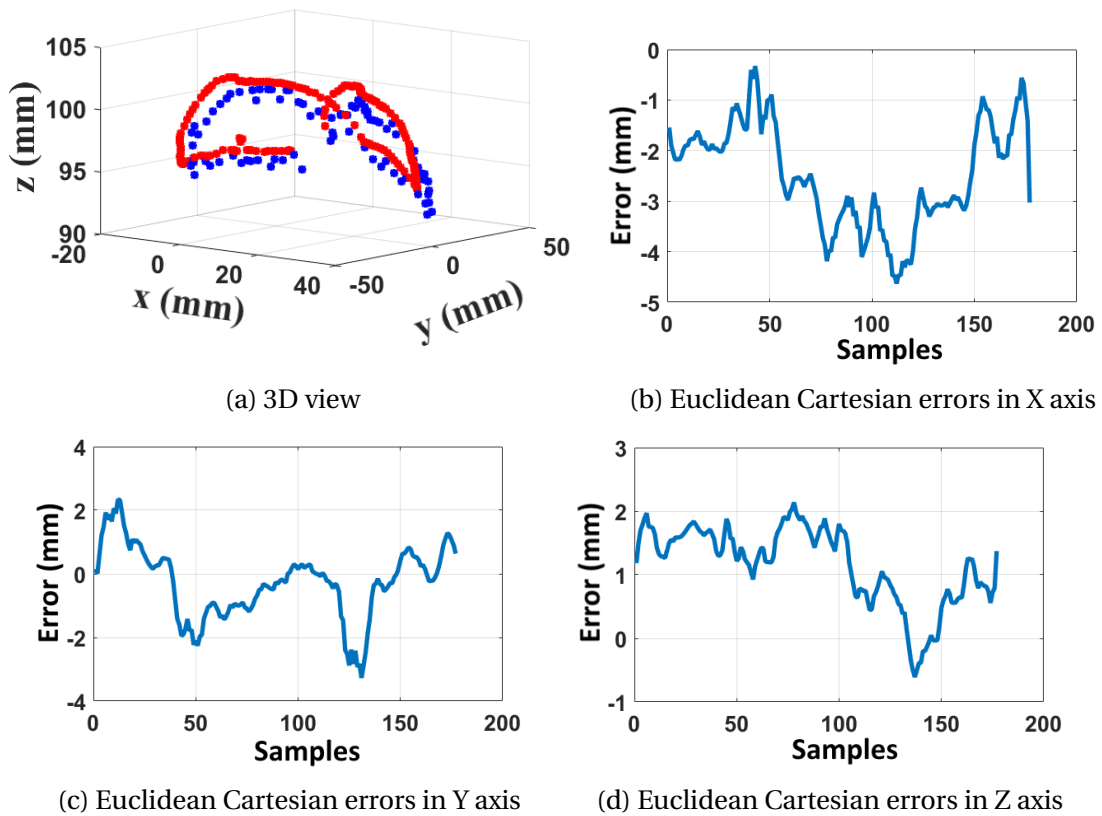 105
100
95
90
z (mm)
-20
0
20
40
x (mm)
-50
0
50
y (mm)
(a) 3D view
0
-1
-2
-3
-4
-5
Error (mm)
0 50 100 150 200
Samples
(b) Euclidean Cartesian errors in X axis
4
2
0
-2
-4
Error (mm)
0 50 100 150 200
Samples
(c) Euclidean Cartesian errors in Y axis
3
2
1
0
-1
Error (mm)
0 50 100 150 200
Samples
(d) Euclidean Cartesian errors in Z axis